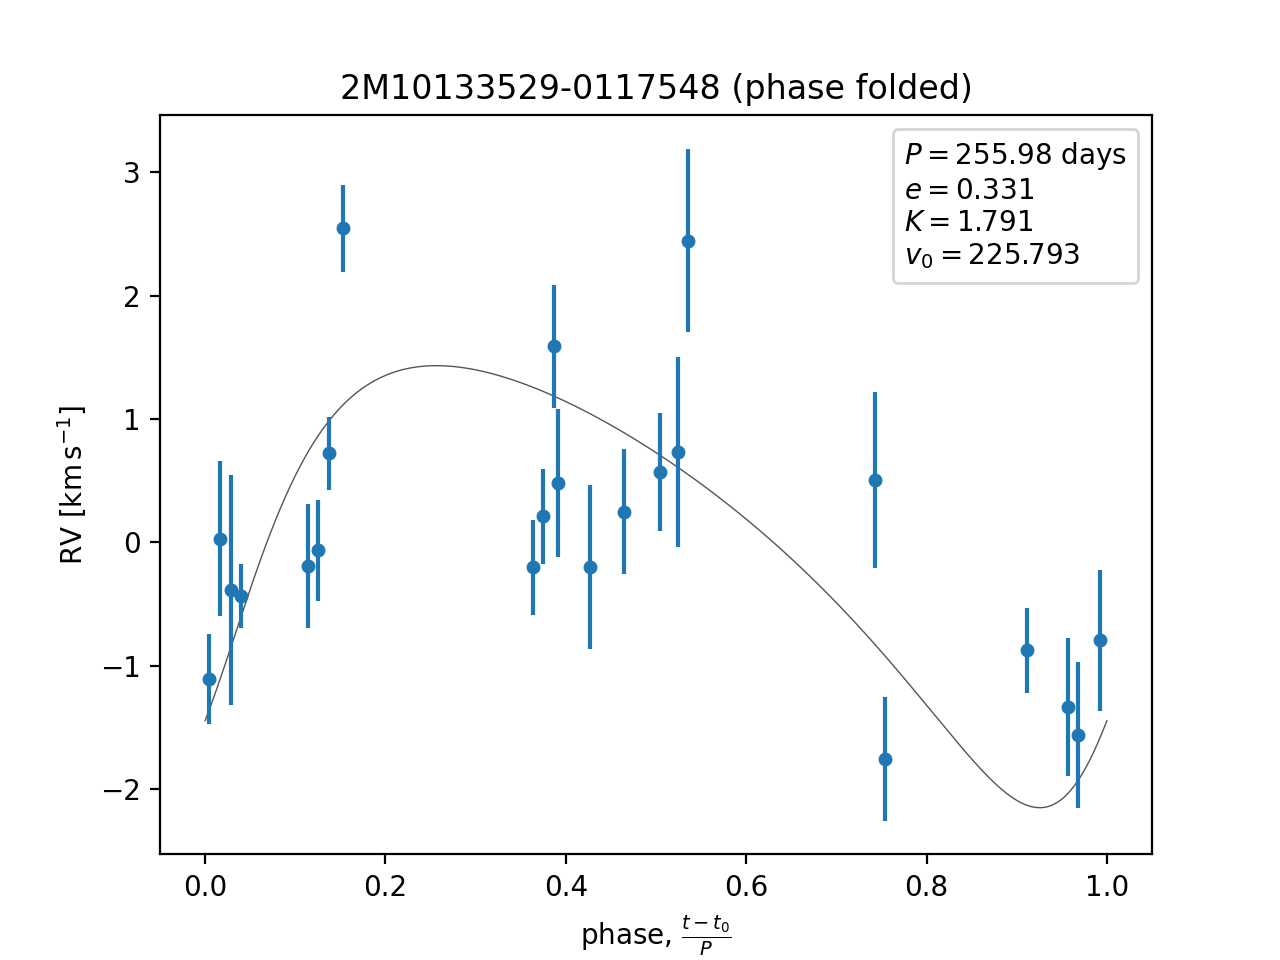 2M10133529-0117548 (phase folded)
P = 255.98 days
e = 0.331
K = 1.791
v₀ = 225.793
3
2
1
0
−1
−2
RV [km s⁻¹]
0.0 0.2 0.4 0.6 0.8 1.0
phase, (t − t₀)/P